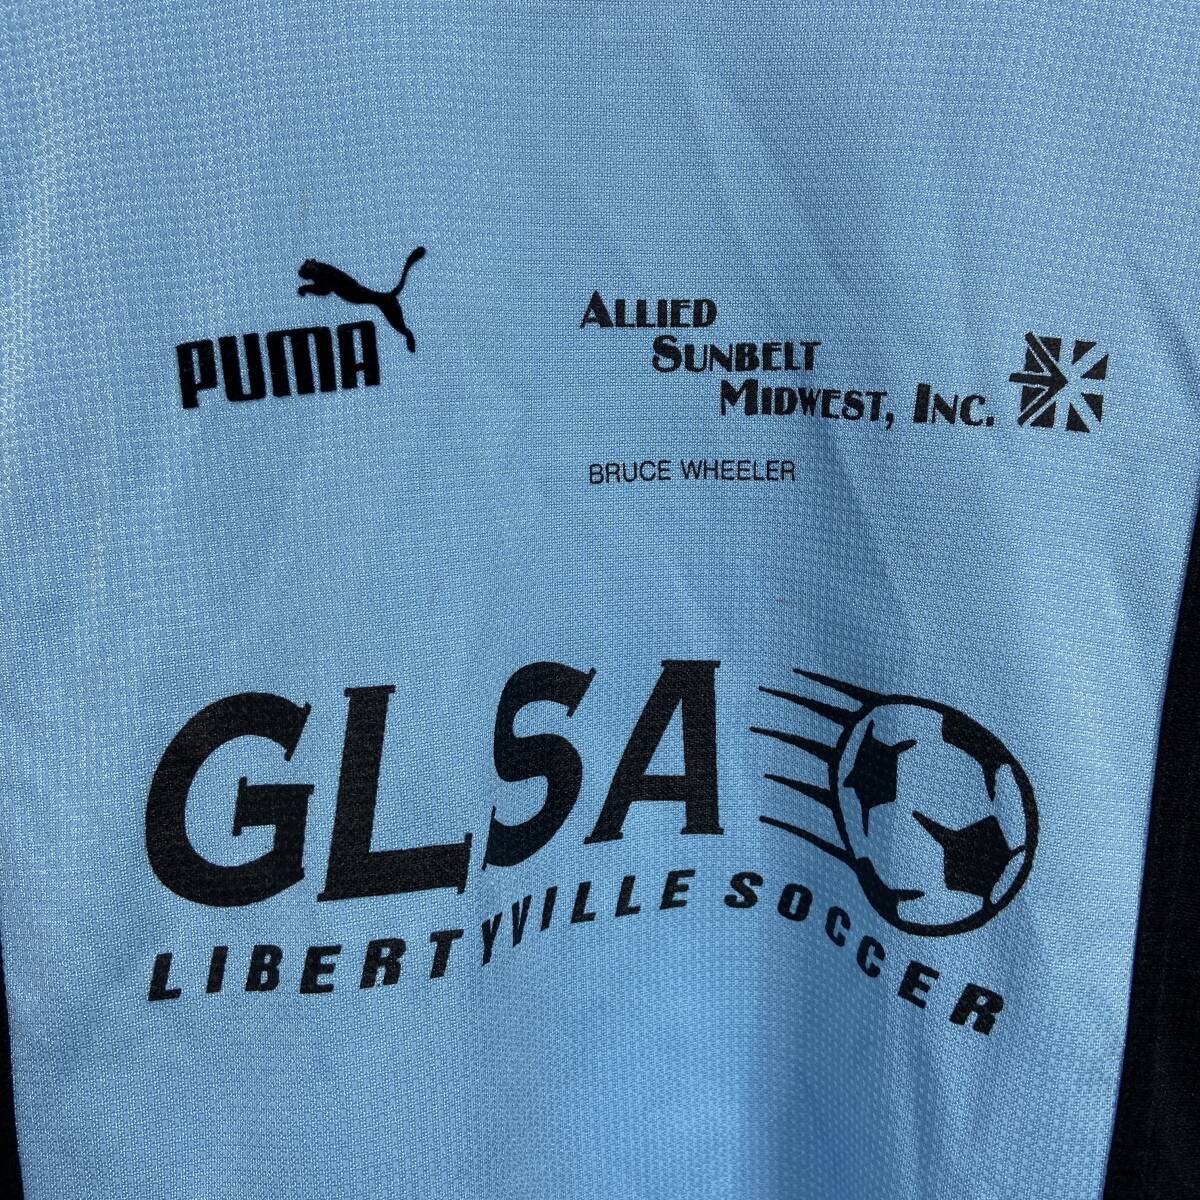 PUMA
ALLIED
SUNBELT
MIDWEST, INC.
BRUCE WHEELER
GLSA
LIBERTYVILLE SOCCER